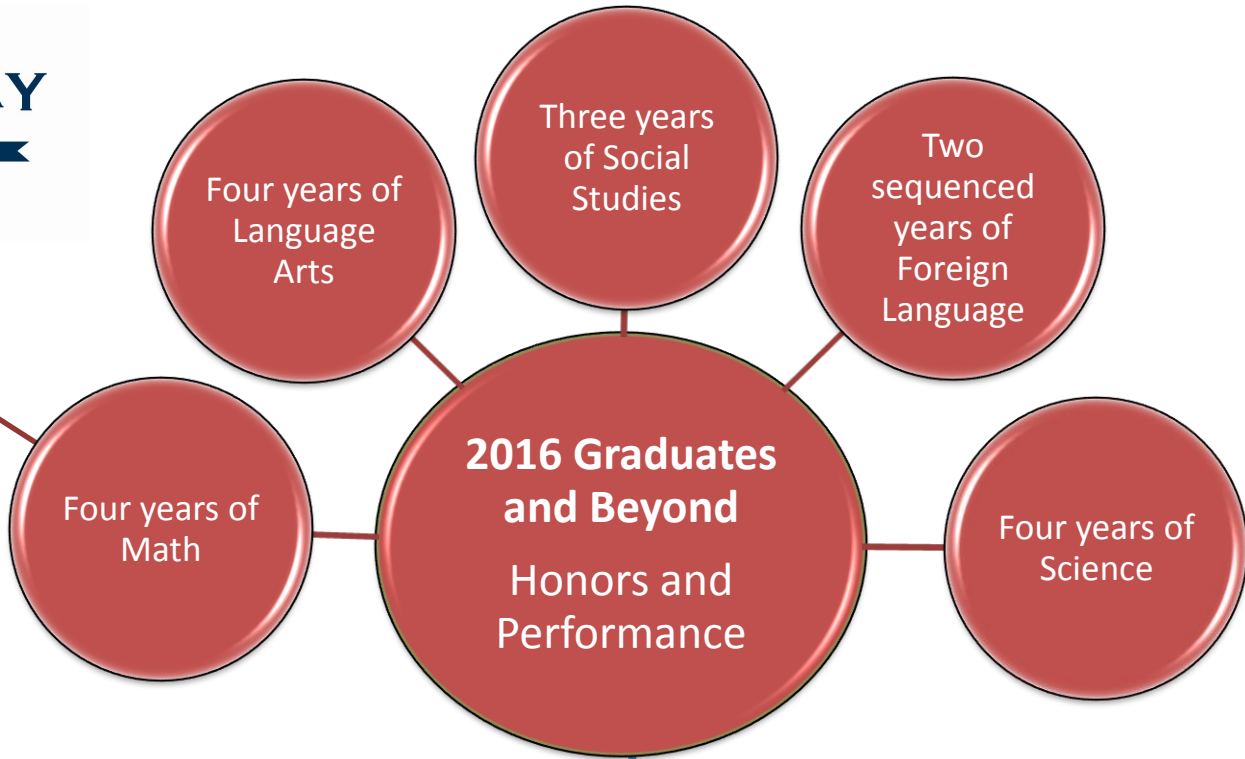 Three years
of Social
Studies
Four years of
Language
Arts
Two
sequenced
years of
Foreign
Language
Four years of
Math
2016 Graduates
and Beyond
Honors and
Performance
Four years of
Science